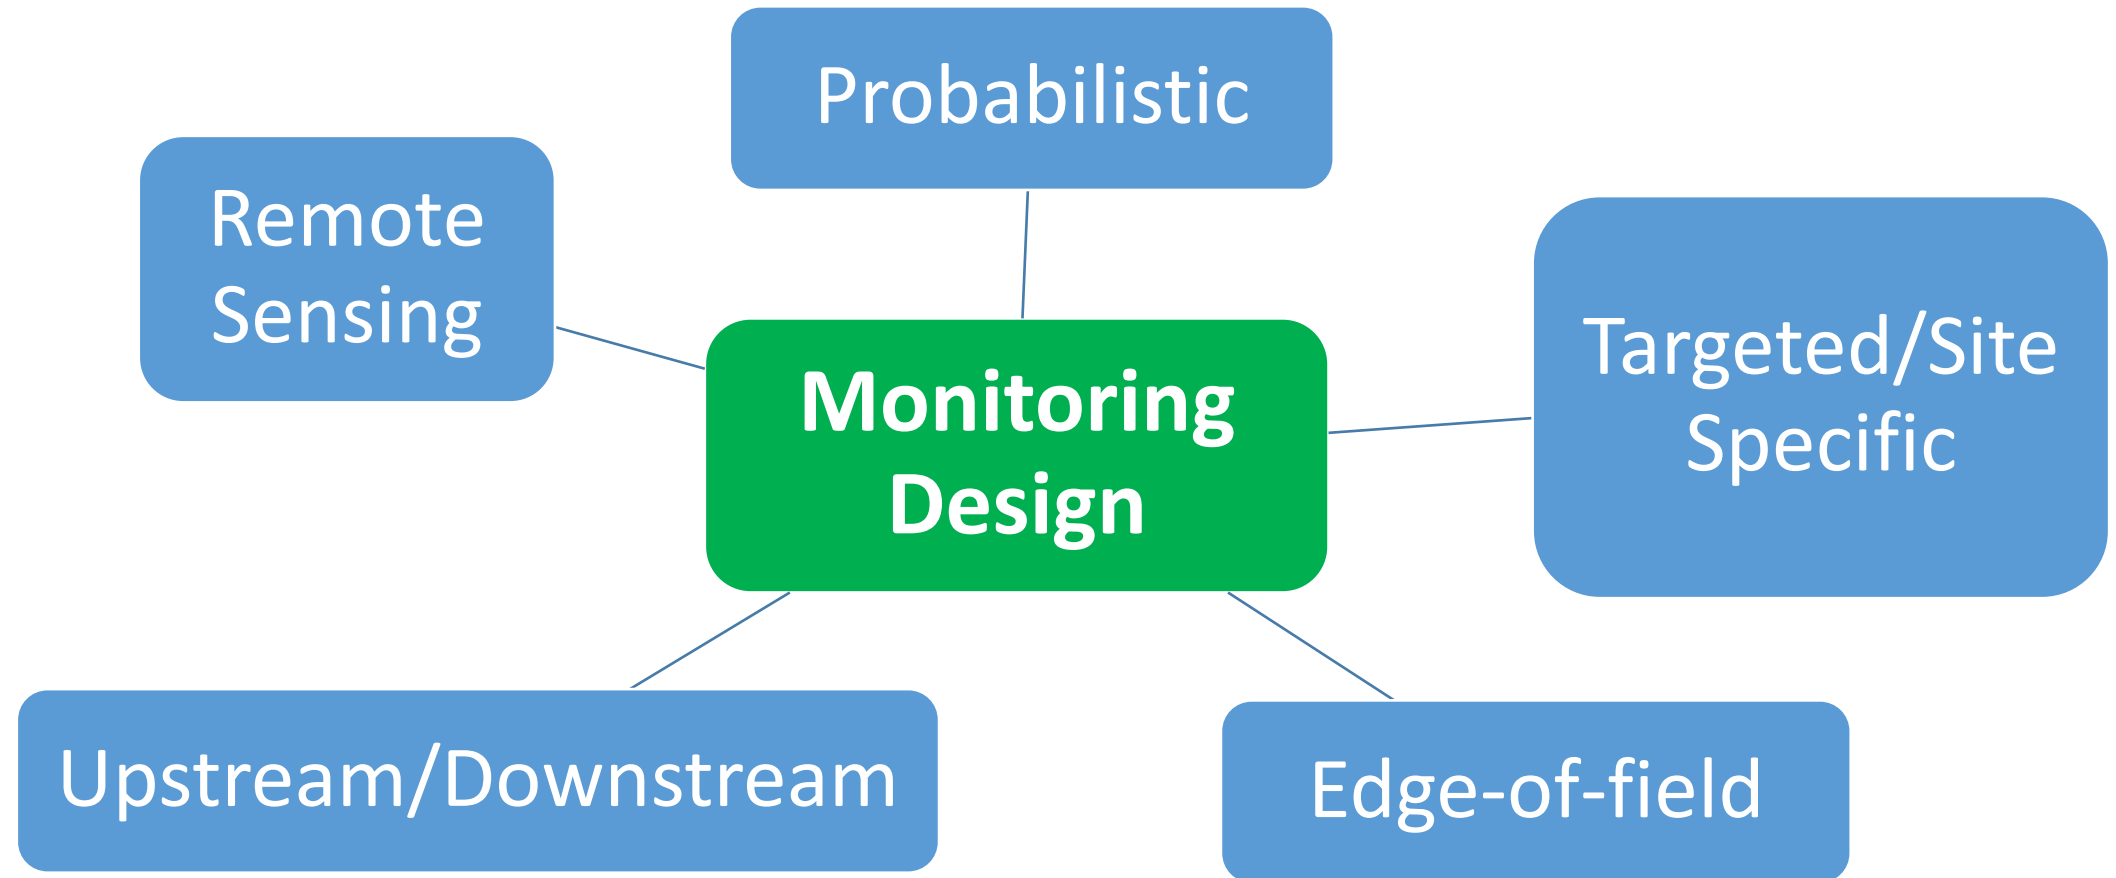 Probabilistic
Remote
Sensing
Targeted/Site
Specific
Monitoring
Design
Upstream/Downstream
Edge-of-field